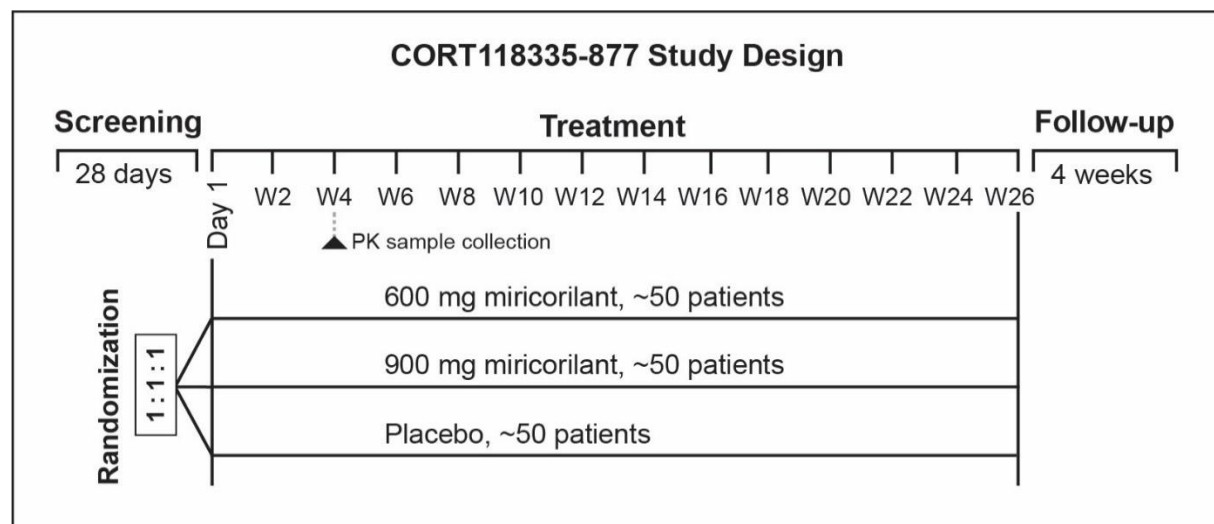 CORT118335-877 Study Design
Screening
Treatment
Follow-up
28 days
4 weeks
Day 1
W2 W4 W6 W8 W10 W12 W14 W16 W18 W20 W22 W24 W26
PK sample collection
Randomization
1:1:1
600 mg miricorilant, ~50 patients
900 mg miricorilant, ~50 patients
Placebo, ~50 patients